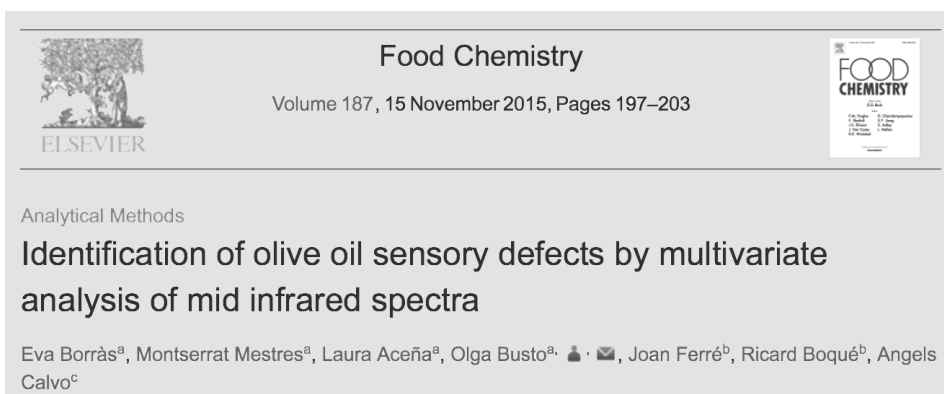 Food Chemistry
Volume 187, 15 November 2015, Pages 197–203
ELSEVIER
FOOD
CHEMISTRY
Analytical Methods
Identification of olive oil sensory defects by multivariate
analysis of mid infrared spectra
Eva Borràsᵃ, Montserrat Mestresᵃ, Laura Aceñaᵃ, Olga Bustoᵃ, · , Joan Ferréᵇ, Ricard Boquéᵇ, Angels
Calvoᶜ